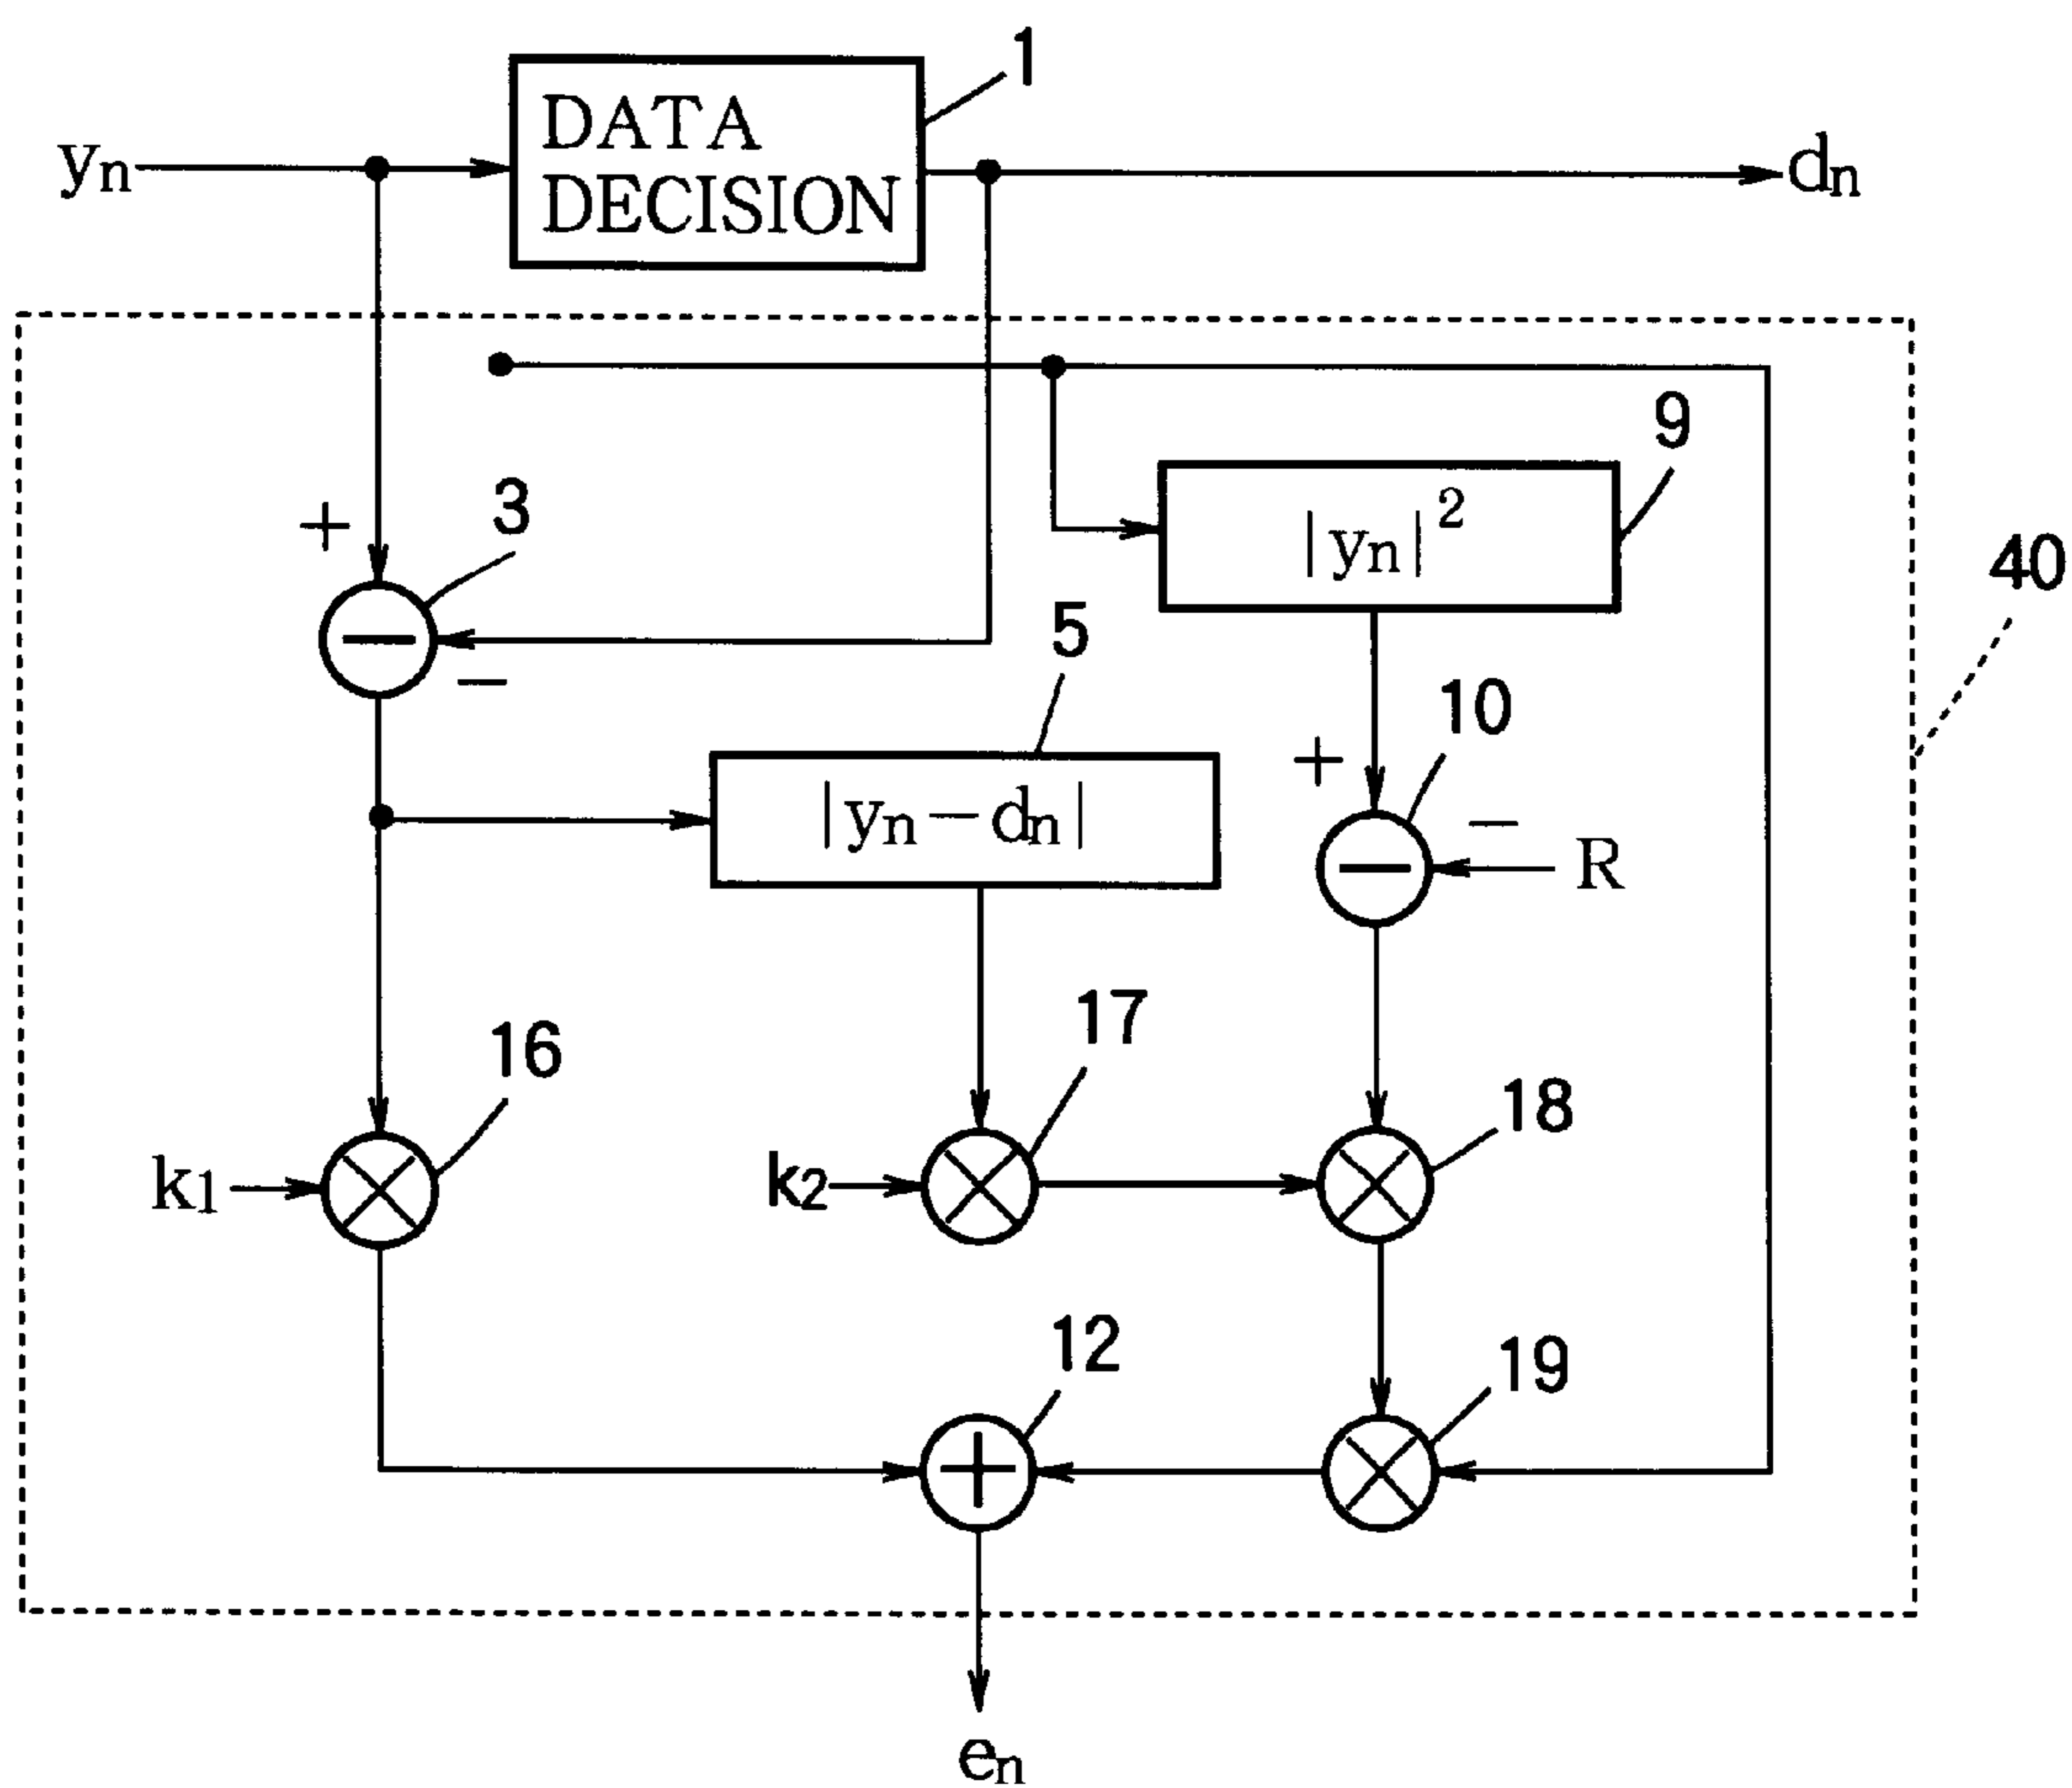 1
yn
DATA
DECISION
dn
9
3
+
|yn|²
40
−
5
10
+
|yn−dn|
−
R
16
17
18
k1
k2
12
19
+
en